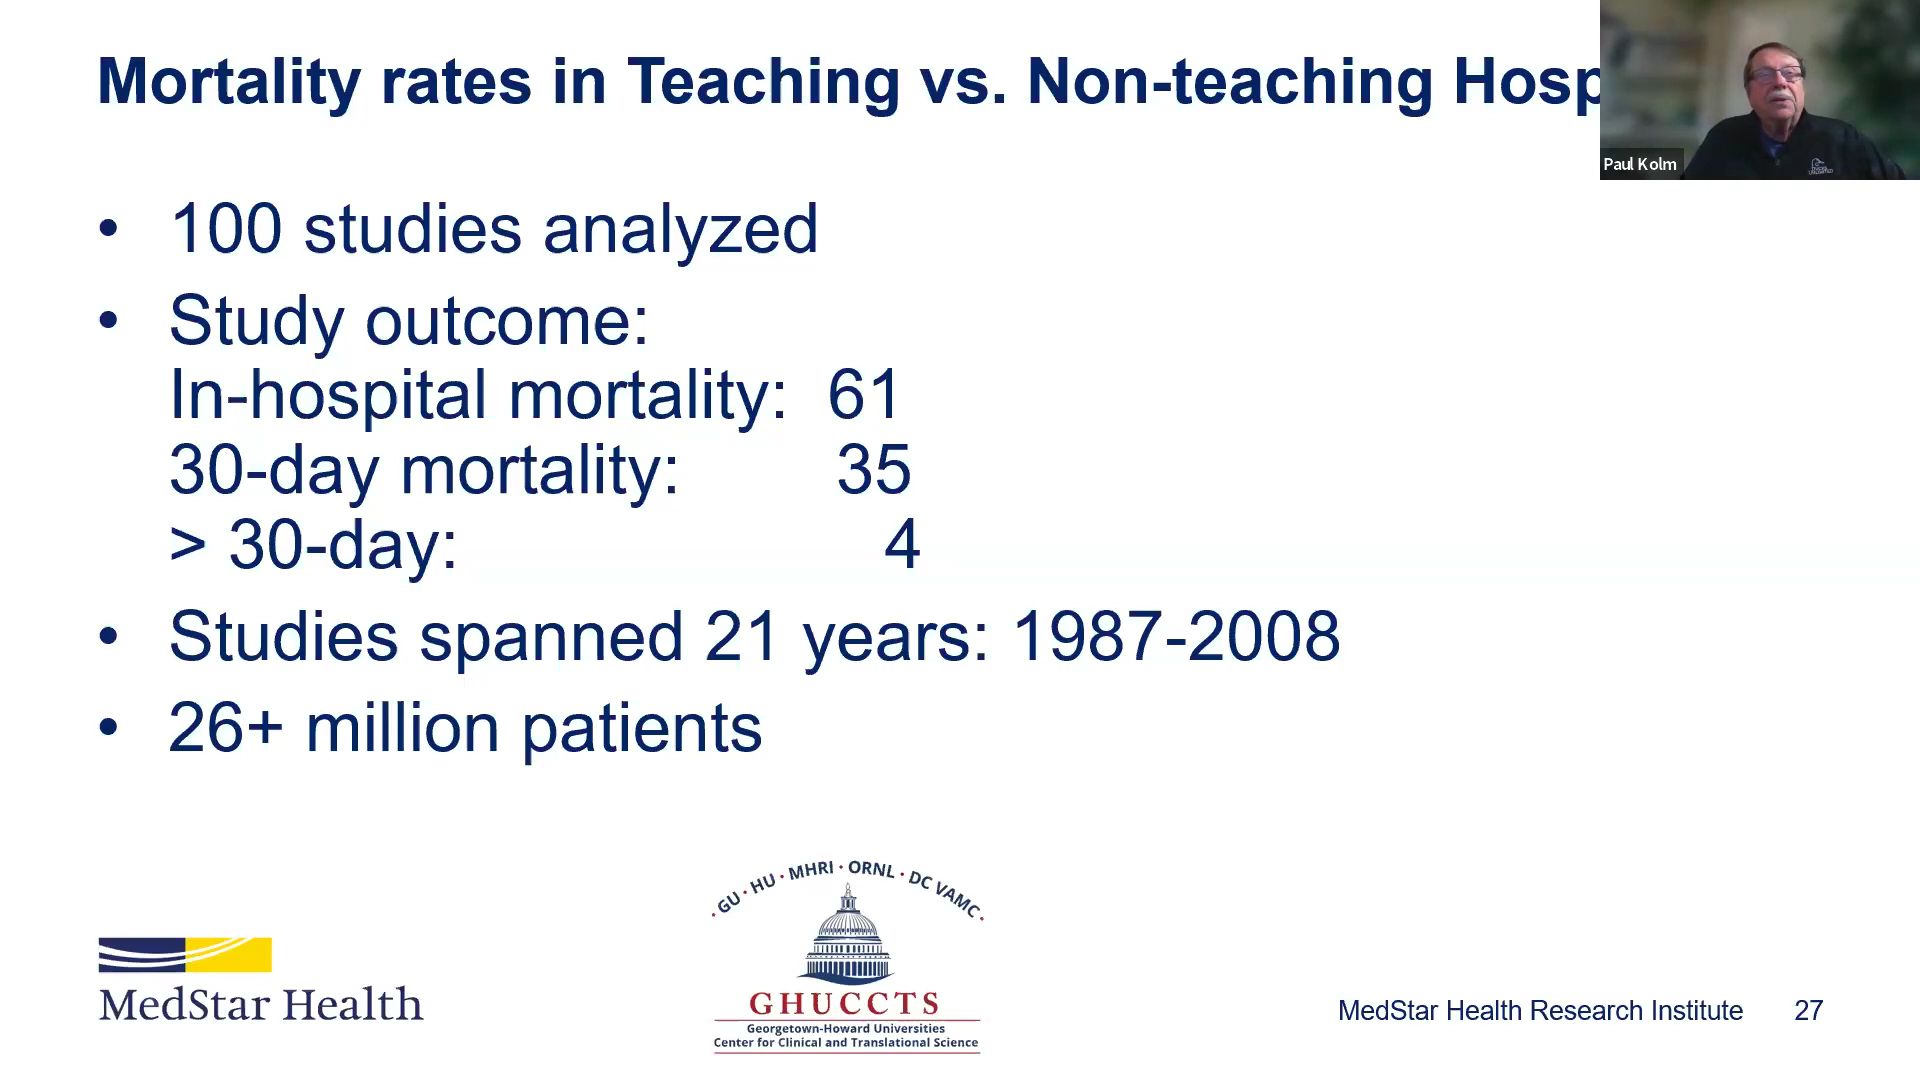 Mortality rates in Teaching vs. Non-teaching Hosp
Paul Kolm
• 100 studies analyzed
• Study outcome:
In-hospital mortality: 61
30-day mortality: 35
> 30-day: 4
• Studies spanned 21 years: 1987-2008
• 26+ million patients
· GU · HU · MHRI · ORNL · DC VAMC ·
GHUCCTS
Georgetown-Howard Universities
Center for Clinical and Translational Science
MedStar Health
MedStar Health Research Institute 27